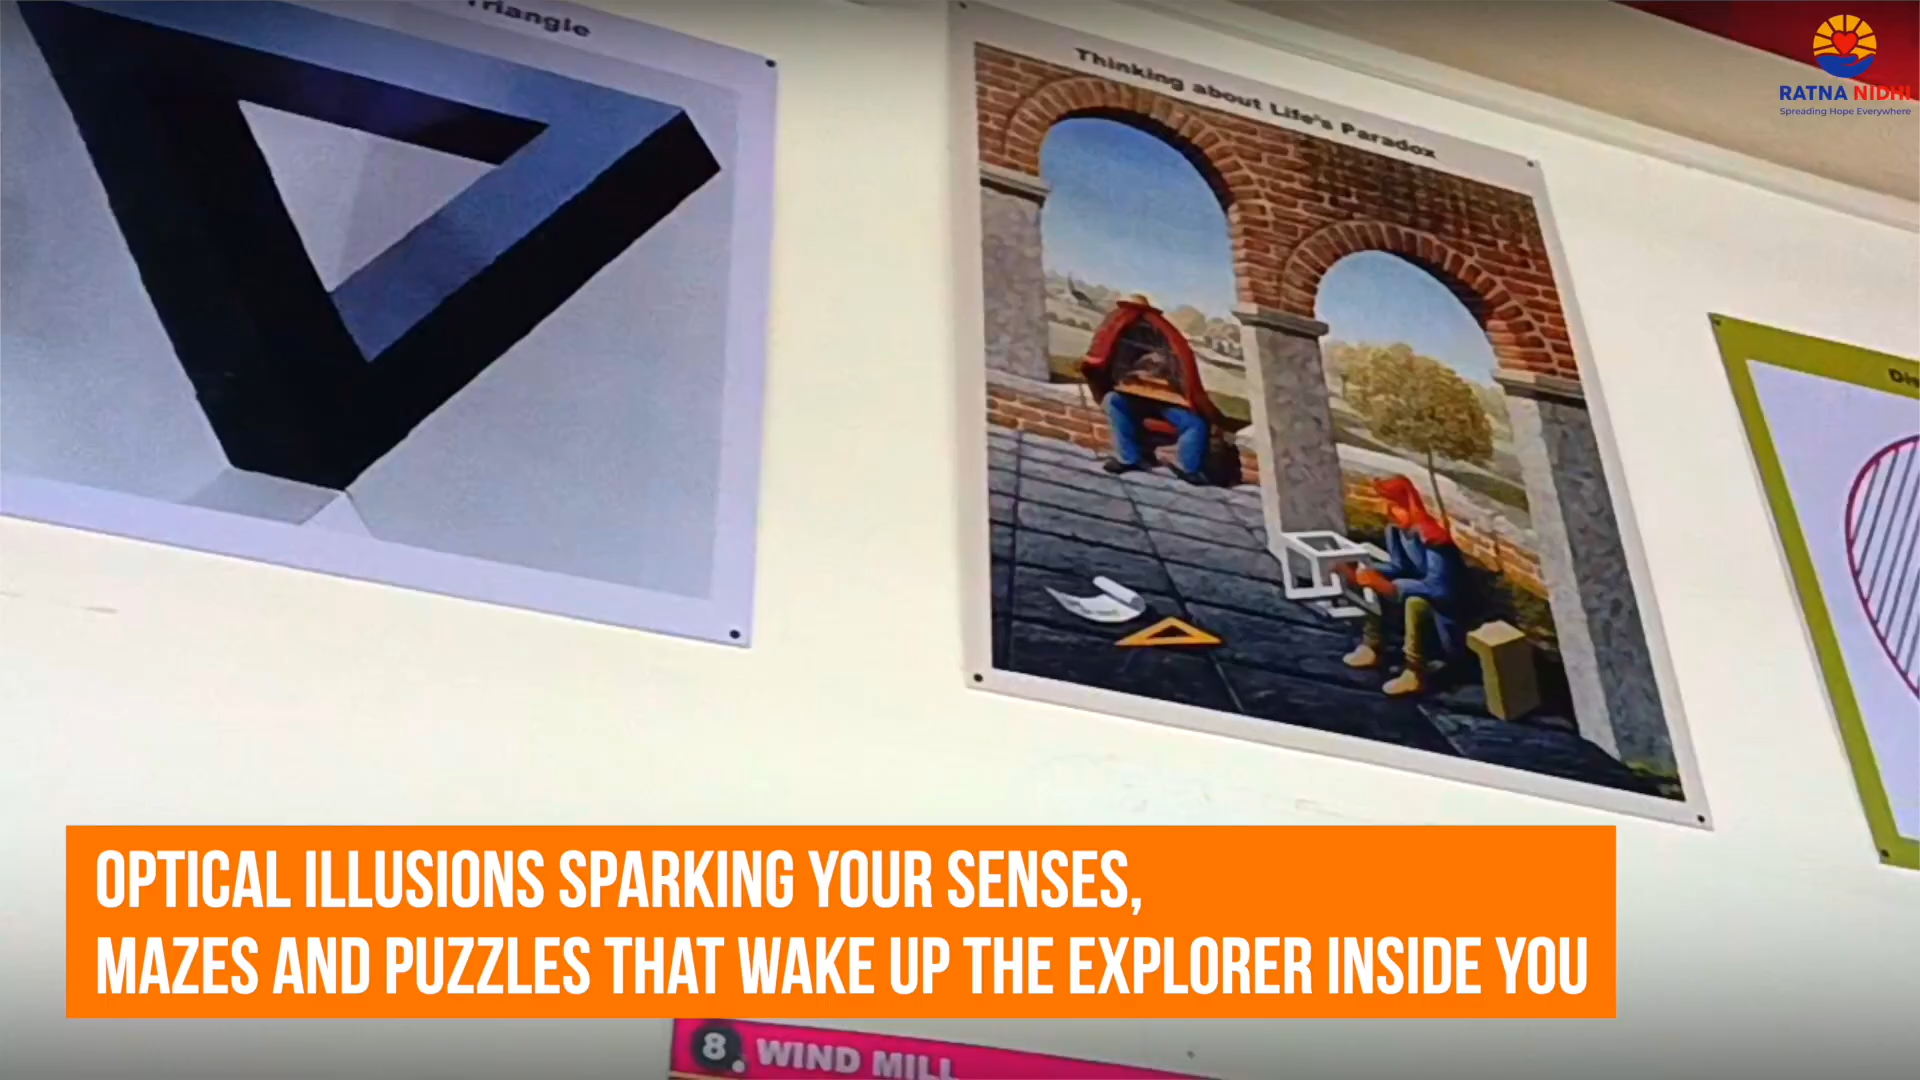 Triangle
Thinking about Life's Paradox
RATNA NIDHI
Spreading Hope Everywhere
OPTICAL ILLUSIONS SPARKING YOUR SENSES,
MAZES AND PUZZLES THAT WAKE UP THE EXPLORER INSIDE YOU
8. WIND MILL